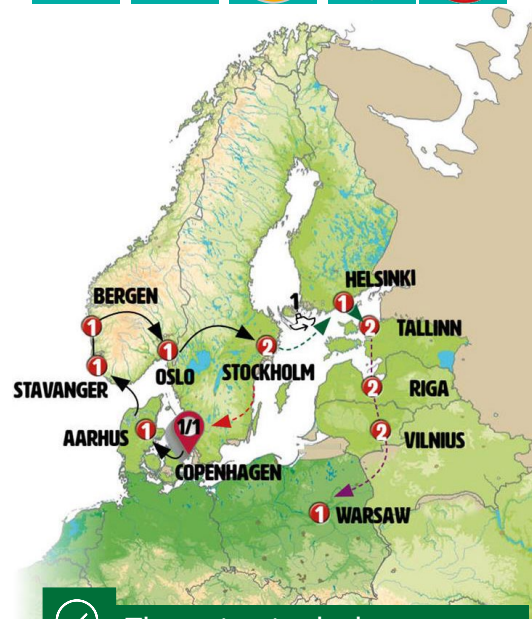 HELSINKI
1
1
BERGEN
1
2
TALLINN
1
1
2
OSLO
STOCKHOLM
1
STAVANGER
2
RIGA
1/1
AARHUS
1
2
VILNIUS
COPENHAGEN
1
WARSAW